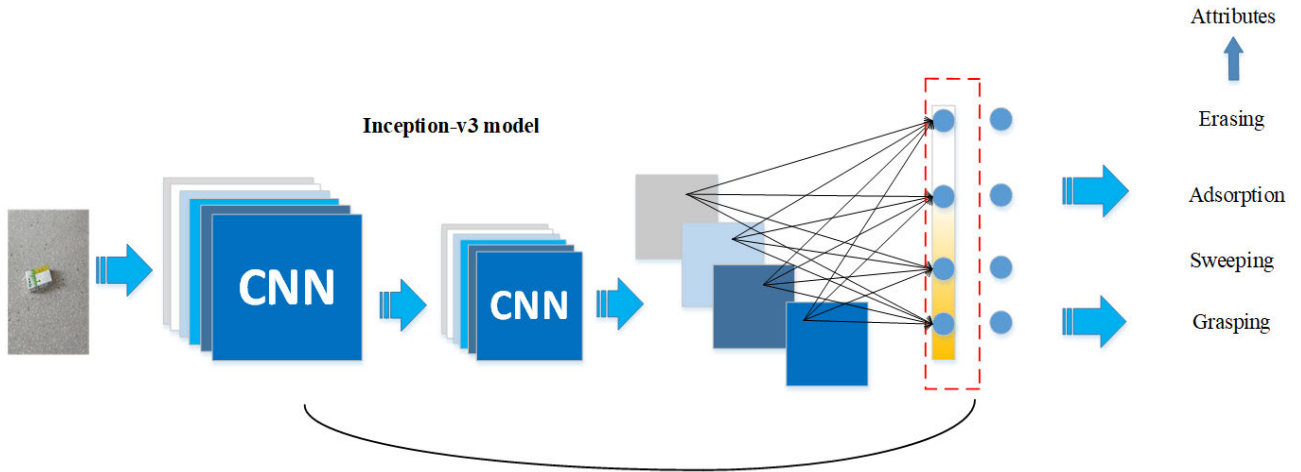 Attributes
Inception-v3 model
Erasing
Adsorption
Sweeping
Grasping
CNN
CNN